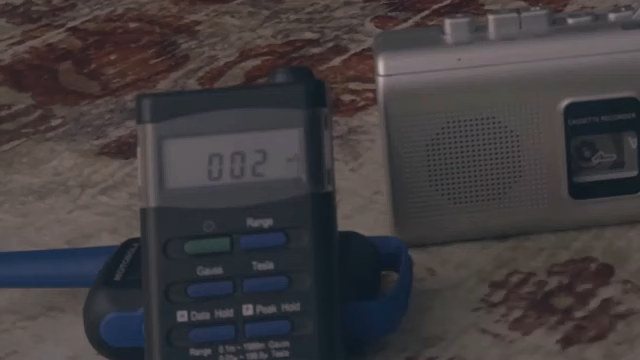 CASSETTE RECORDER
002
Range
Gauss Tesla
H Data Hold P Peak Hold
Range